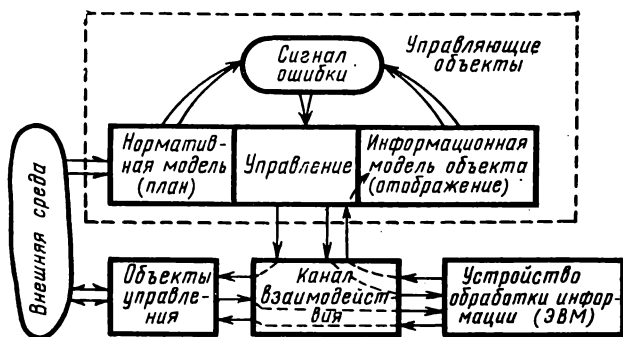 Сигнал
ошибки
Управляющие
объекты
Норматив-
ная модель
(план)
Управление
Информационная
модель объекта
(отображение)
Внешняя среда
Объекты
управле-
ния
Канал
взаимодейст-
вия
Устройство
обработки инфор-
мации (ЭВМ)